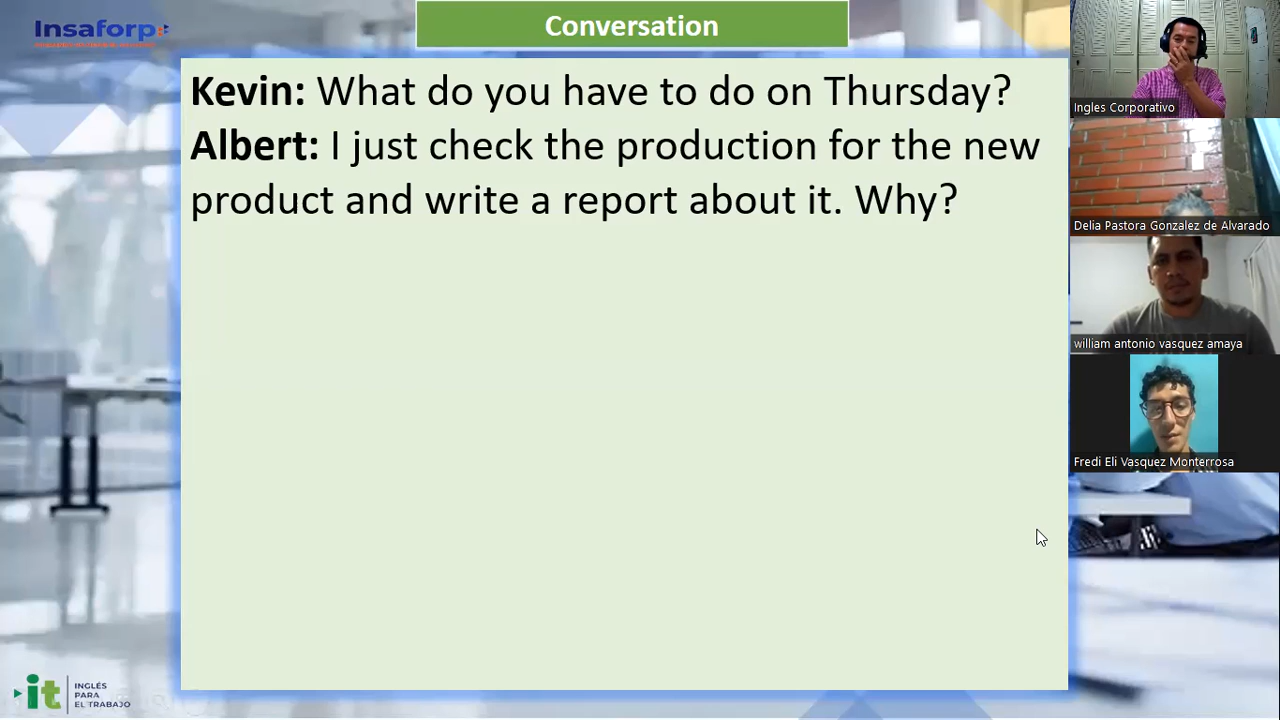 Insaforp
Conversation
Kevin: What do you have to do on Thursday?
Albert: I just check the production for the new
product and write a report about it. Why?
Ingles Corporativo
Delia Pastora Gonzalez de Alvarado
william antonio vasquez amaya
Fredi Eli Vasquez Monterrosa
it
INGLÉS
PARA
EL TRABAJO